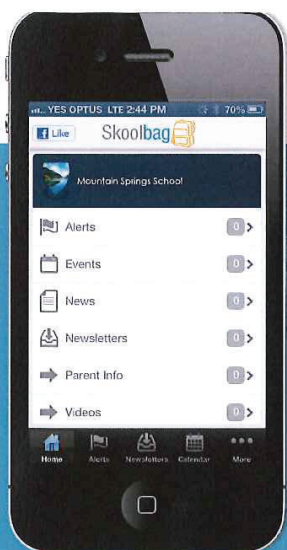 YES OPTUS LTE 2:44 PM 70%
Like Skoolbag
Mountain Springs School
Alerts 0
Events 0
News 0
Newsletters 0
Parent Info 0
Videos 0
Home Alerts Newsletters Calendar More